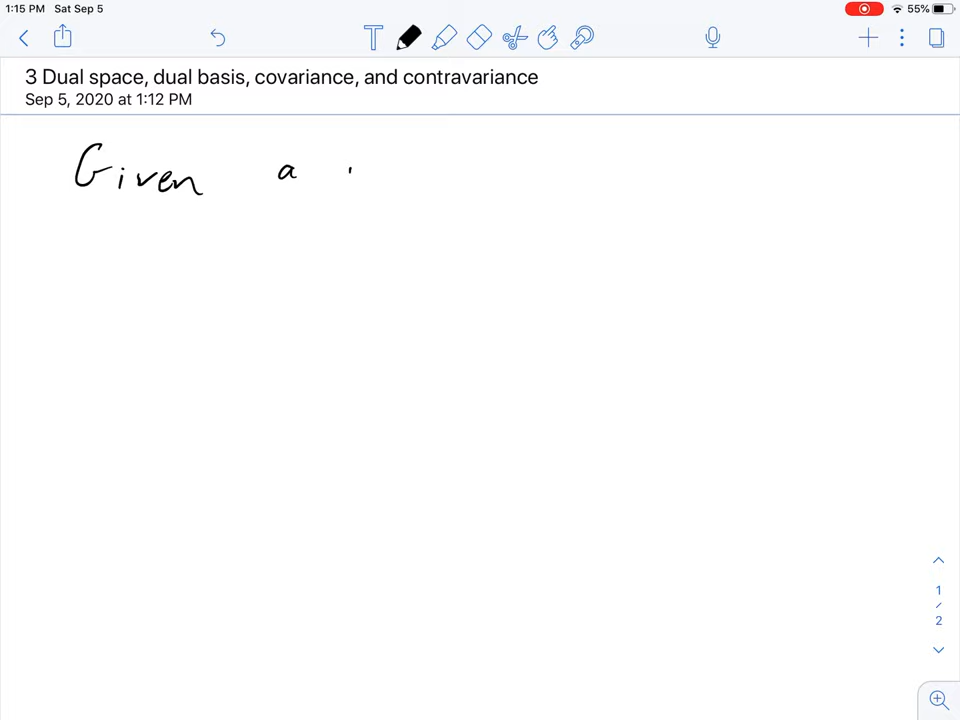 1:15 PM Sat Sep 5 55%
3 Dual space, dual basis, covariance, and contravariance
Sep 5, 2020 at 1:12 PM
Given a
1
2